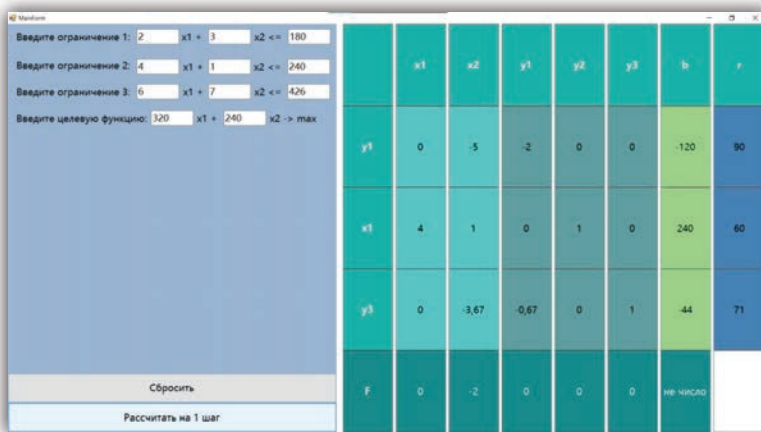 MainForm
Введите ограничение 1: 2 x1 + 3 x2 <= 180
Введите ограничение 2: 4 x1 + 1 x2 <= 240
Введите ограничение 3: 6 x1 + 7 x2 <= 426
Введите целевую функцию: 320 x1 + 240 x2 -> max
Сбросить
Рассчитать на 1 шаг
x1 x2 y1 y2 y3 b r
y1 0 -5 -2 0 0 -120 90
x1 4 1 0 1 0 240 60
y3 0 -3,67 -0,67 0 1 -44 71
F 0 -2 0 0 0 не число